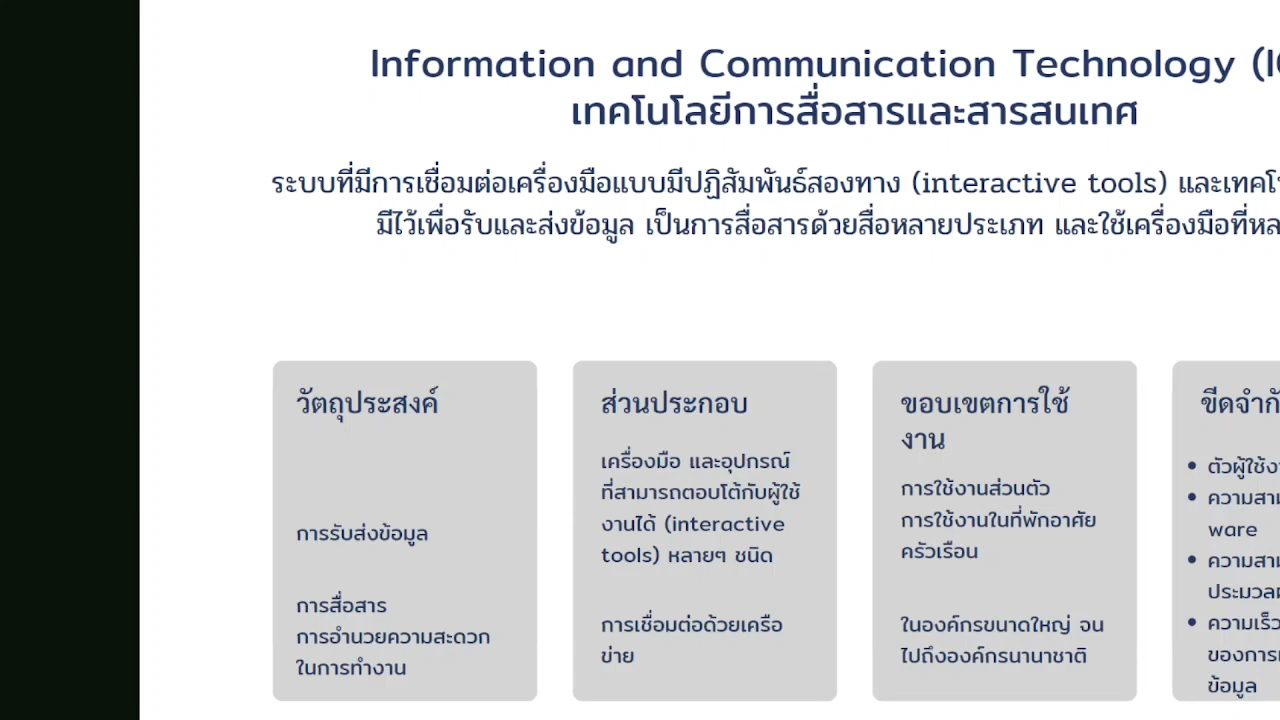 Information and Communication Technology
เทคโนโลยีการสื่อสารและสารสนเทศ
ระบบที่มีการเชื่อมต่อเครื่องมือแบบมีปฏิสัมพันธ์สองทาง (interactive tools)
มีไว้เพื่อรับและส่งข้อมูล เป็นการสื่อสารด้วยสื่อหลายประเภท และใช้เครื่องมือที่
วัตถุประสงค์
การรับส่งข้อมูล
การสื่อสาร
การอำนวยความสะดวก
ในการทำงาน
ส่วนประกอบ
เครื่องมือ และอุปกรณ์
ที่สามารถตอบโต้กับผู้ใช้
งานได้ (interactive
tools) หลายๆ ชนิด
การเชื่อมต่อด้วยเครือ
ข่าย
ขอบเขตการใช้
งาน
การใช้งานส่วนตัว
การใช้งานในที่พักอาศัย
ครัวเรือน
ในองค์กรขนาดใหญ่ จน
ไปถึงองค์กรนานาชาติ
ware
ความเร็ว
ข้อมูล